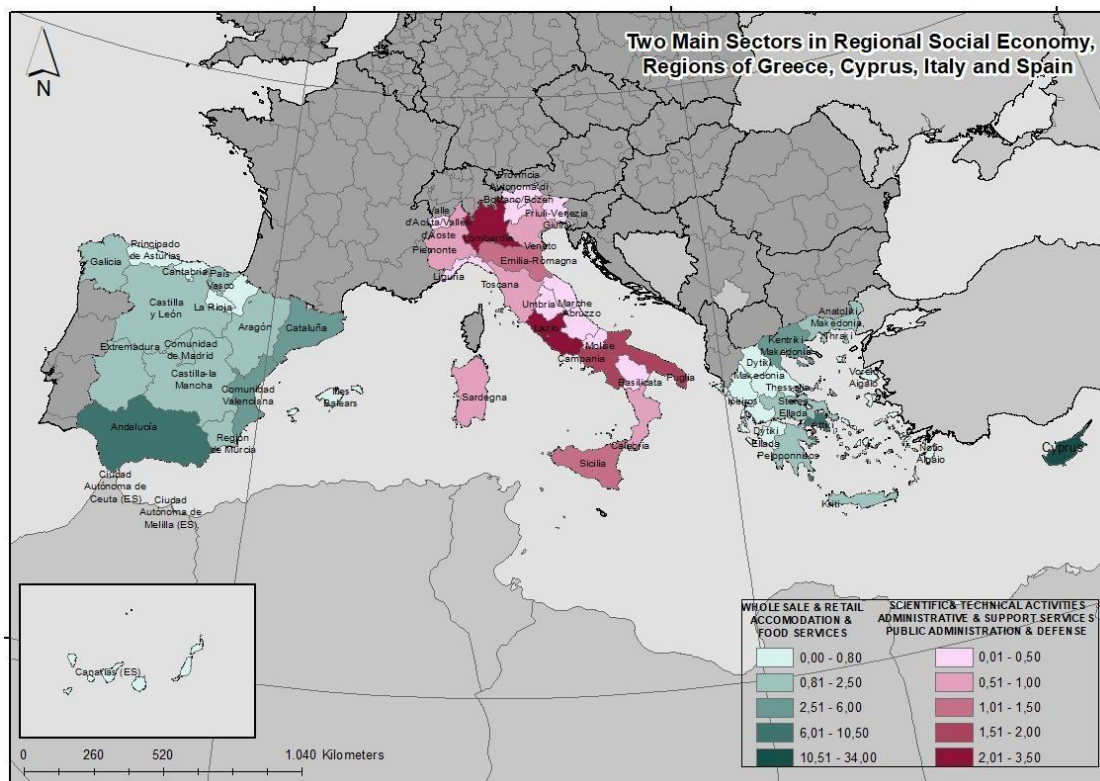 Two Main Sectors in Regional Social Economy,
Regions of Greece, Cyprus, Italy and Spain
N
Provincia
Autonoma di
Bolzano/Bozen
Valle
d'Aosta/Vallée
d'Aoste
Friuli-Venezia
Giulia
Lombardia
Piemonte
Veneto
Emilia-Romagna
Liguria
Toscana
Umbria
Marche
Abruzzo
Lazio
Molise
Campania
Puglia
Basilicata
Sardegna
Calabria
Sicilia
Galicia
Principado
de Asturias
Cantabria
País
Vasco
La Rioja
Castilla
y León
Aragón
Cataluña
Extremadura
Comunidad
de Madrid
Castilla-la
Mancha
Comunidad
Valenciana
Illes
Balears
Andalucía
Región
de Murcia
Ciudad
Autónoma de
Ceuta (ES)
Ciudad
Autónoma de
Melilla (ES)
Anatoliki
Makedonia,
Thraki
Kentriki
Makedonia
Dytiki
Makedonia
Thessalia
Voreio
Aigaio
Ipeiros
Sterea
Ellada
Attiki
Dytiki
Ellada
Peloponnisos
Notio
Aigaio
Kriti
Cyprus
Canarias (ES)
0 260 520 1.040 Kilometers
WHOLE SALE & RETAIL
ACCOMODATION &
FOOD SERVICES
0,00 - 0,80
0,81 - 2,50
2,51 - 6,00
6,01 - 10,50
10,51 - 34,00
SCIENTIFIC & TECHNICAL ACTIVITIES
ADMINISTRATIVE & SUPPORT SERVICES
PUBLIC ADMINISTRATION & DEFENSE
0,01 - 0,50
0,51 - 1,00
1,01 - 1,50
1,51 - 2,00
2,01 - 3,50